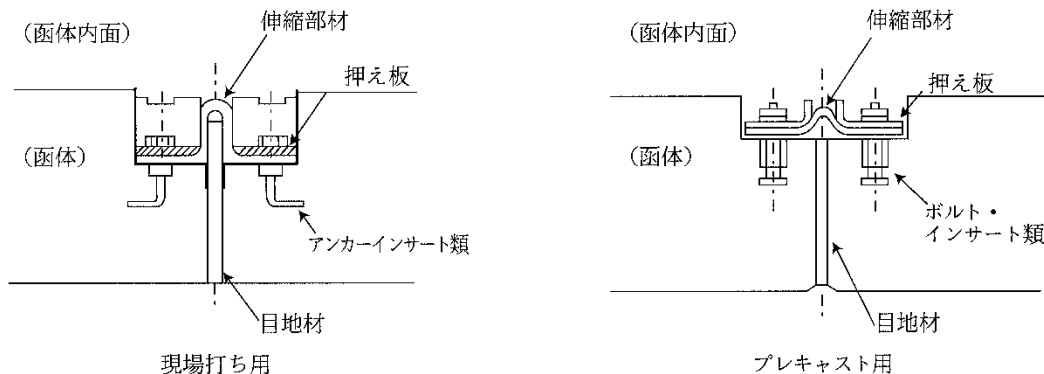 (函体内面)
伸縮部材
押え板
(函体)
アンカーインサート類
目地材
現場打ち用
(函体内面)
伸縮部材
押え板
(函体)
ボルト・
インサート類
目地材
プレキャスト用